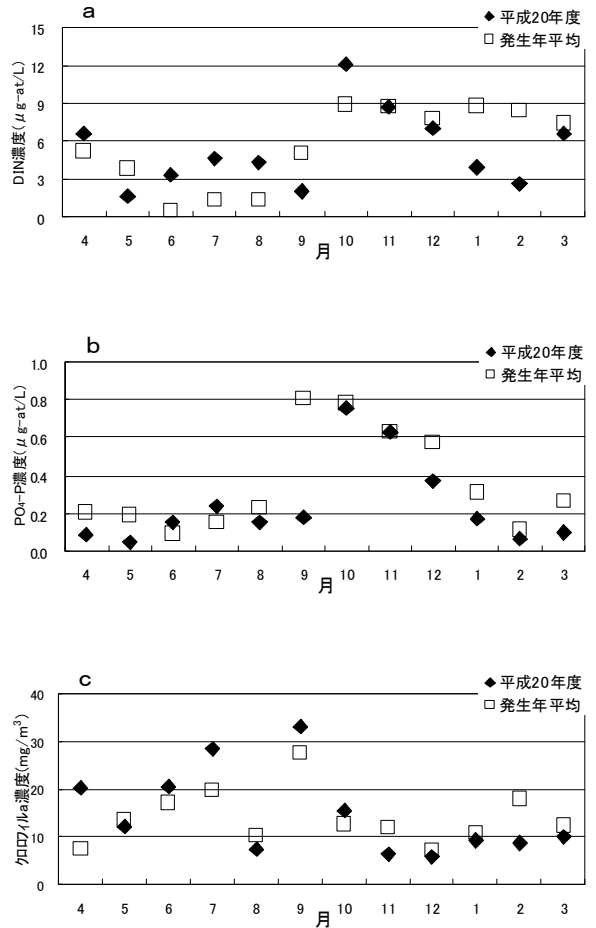 a
◆ 平成20年度
□ 発生年平均
DIN濃度(μg-at/L)
15
12
9
6
3
0
4 5 6 7 8 9 10 11 12 1 2 3
月
b
◆ 平成20年度
□ 発生年平均
PO₄-P濃度(μg-at/L)
1.0
0.8
0.6
0.4
0.2
0.0
4 5 6 7 8 9 10 11 12 1 2 3
月
c
◆ 平成20年度
□ 発生年平均
ｸﾛﾛﾌｨﾙa濃度(mg/m³)
40
30
20
10
0
4 5 6 7 8 9 10 11 12 1 2 3
月